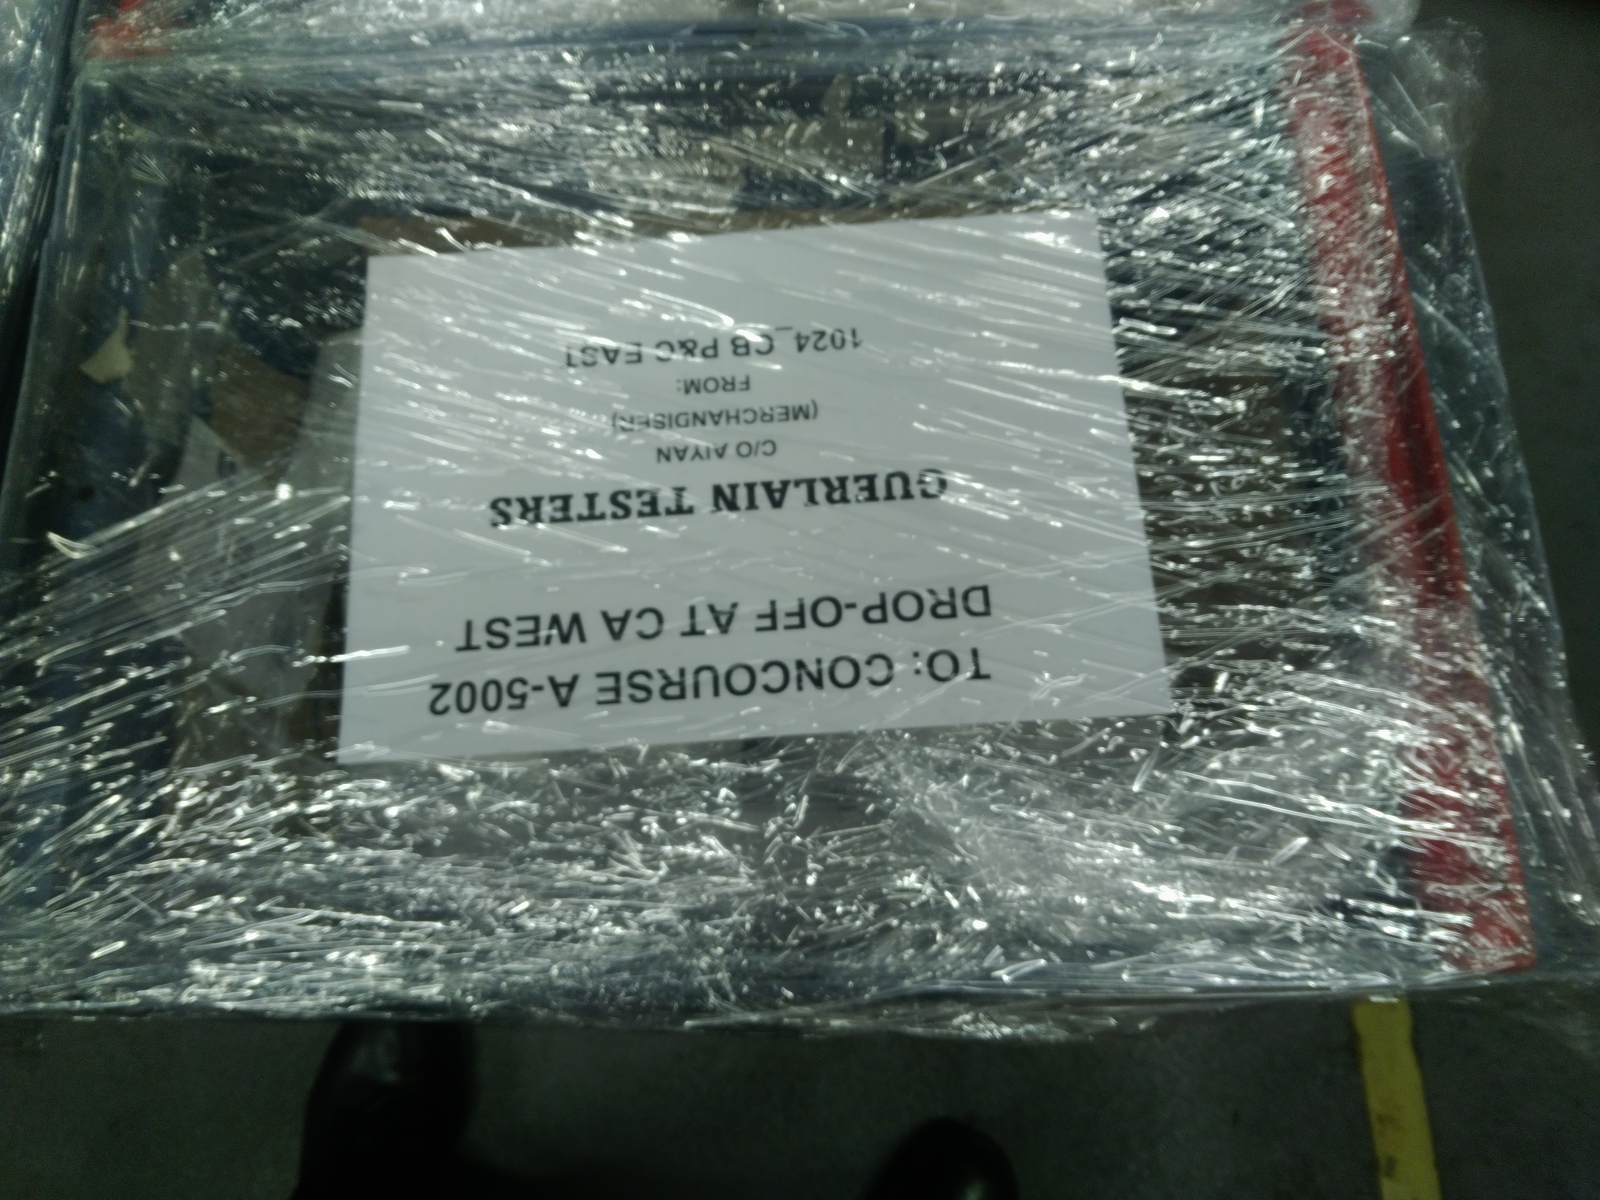 TO: CONCOURSE A-5002
DROP-OFF AT CA WEST
GUERLAIN TESTERS
C/O AIYAN
(MERCHANDISER)
FROM:
1024_CB P&C EAST